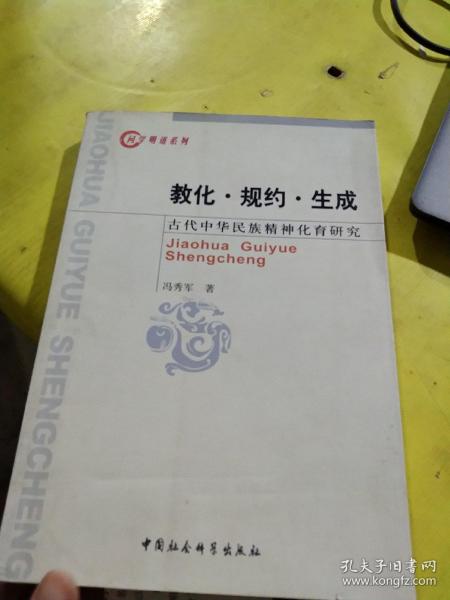 问学明道系列
教化·规约·生成
古代中华民族精神化育研究
Jiaohua Guiyue
Shengcheng
冯秀军 著
中国社会科学出版社
JIAOHUA GUIYUE SHENGCHENG
孔夫子旧书网
www.kongfz.com